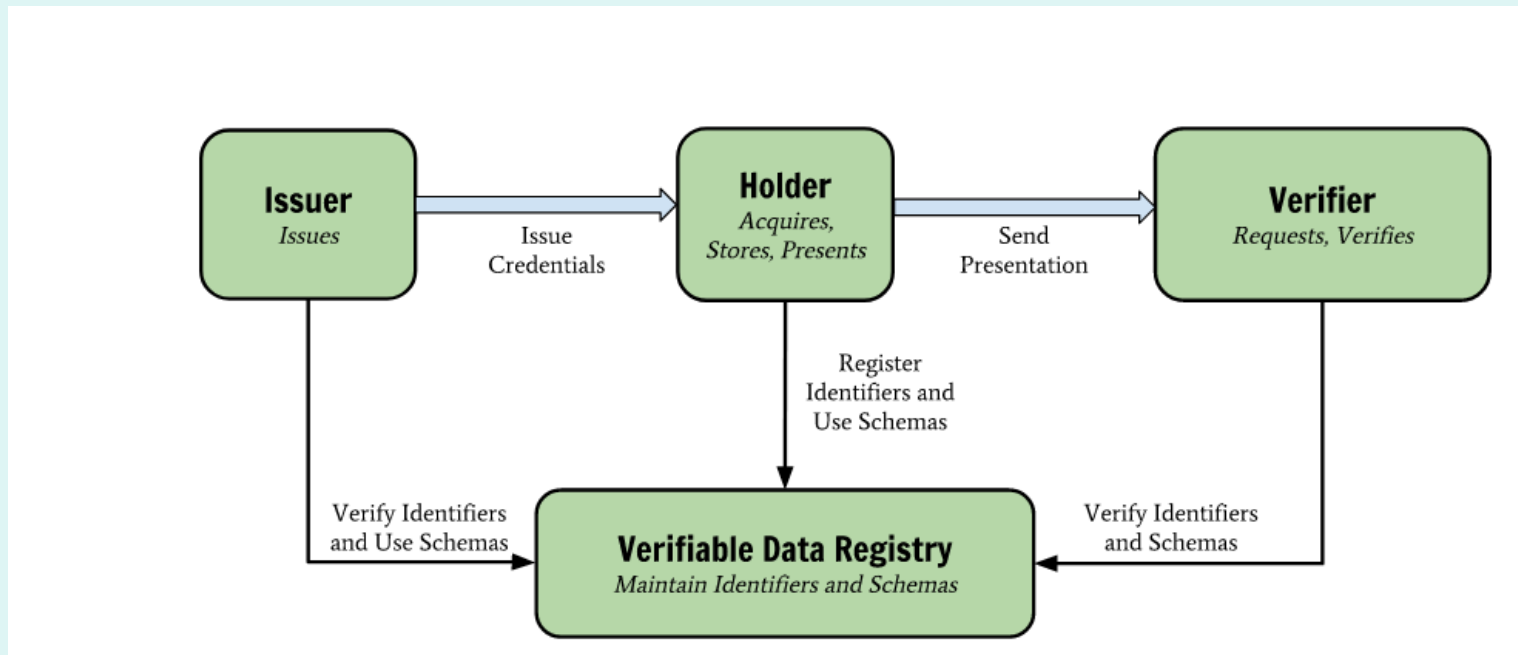 Issuer
Issues
Issue
Credentials
Holder
Acquires,
Stores, Presents
Send
Presentation
Verifier
Requests, Verifies
Register
Identifiers and
Use Schemas
Verify Identifiers
and Use Schemas
Verifiable Data Registry
Maintain Identifiers and Schemas
Verify Identifiers
and Schemas